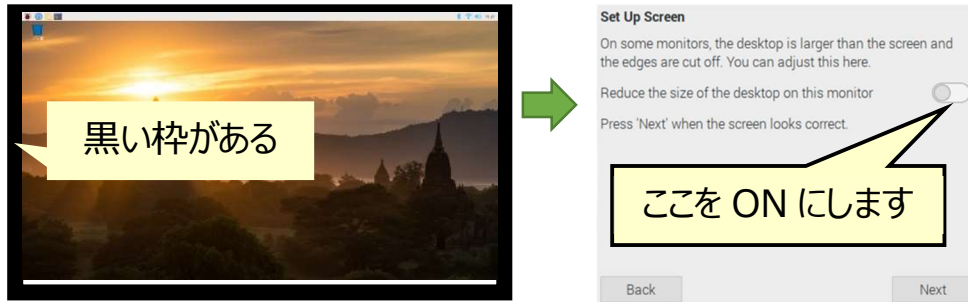 黒い枠がある
Set Up Screen
On some monitors, the desktop is larger than the screen and
the edges are cut off. You can adjust this here.
Reduce the size of the desktop on this monitor
Press 'Next' when the screen looks correct.
ここを ON にします
Back
Next